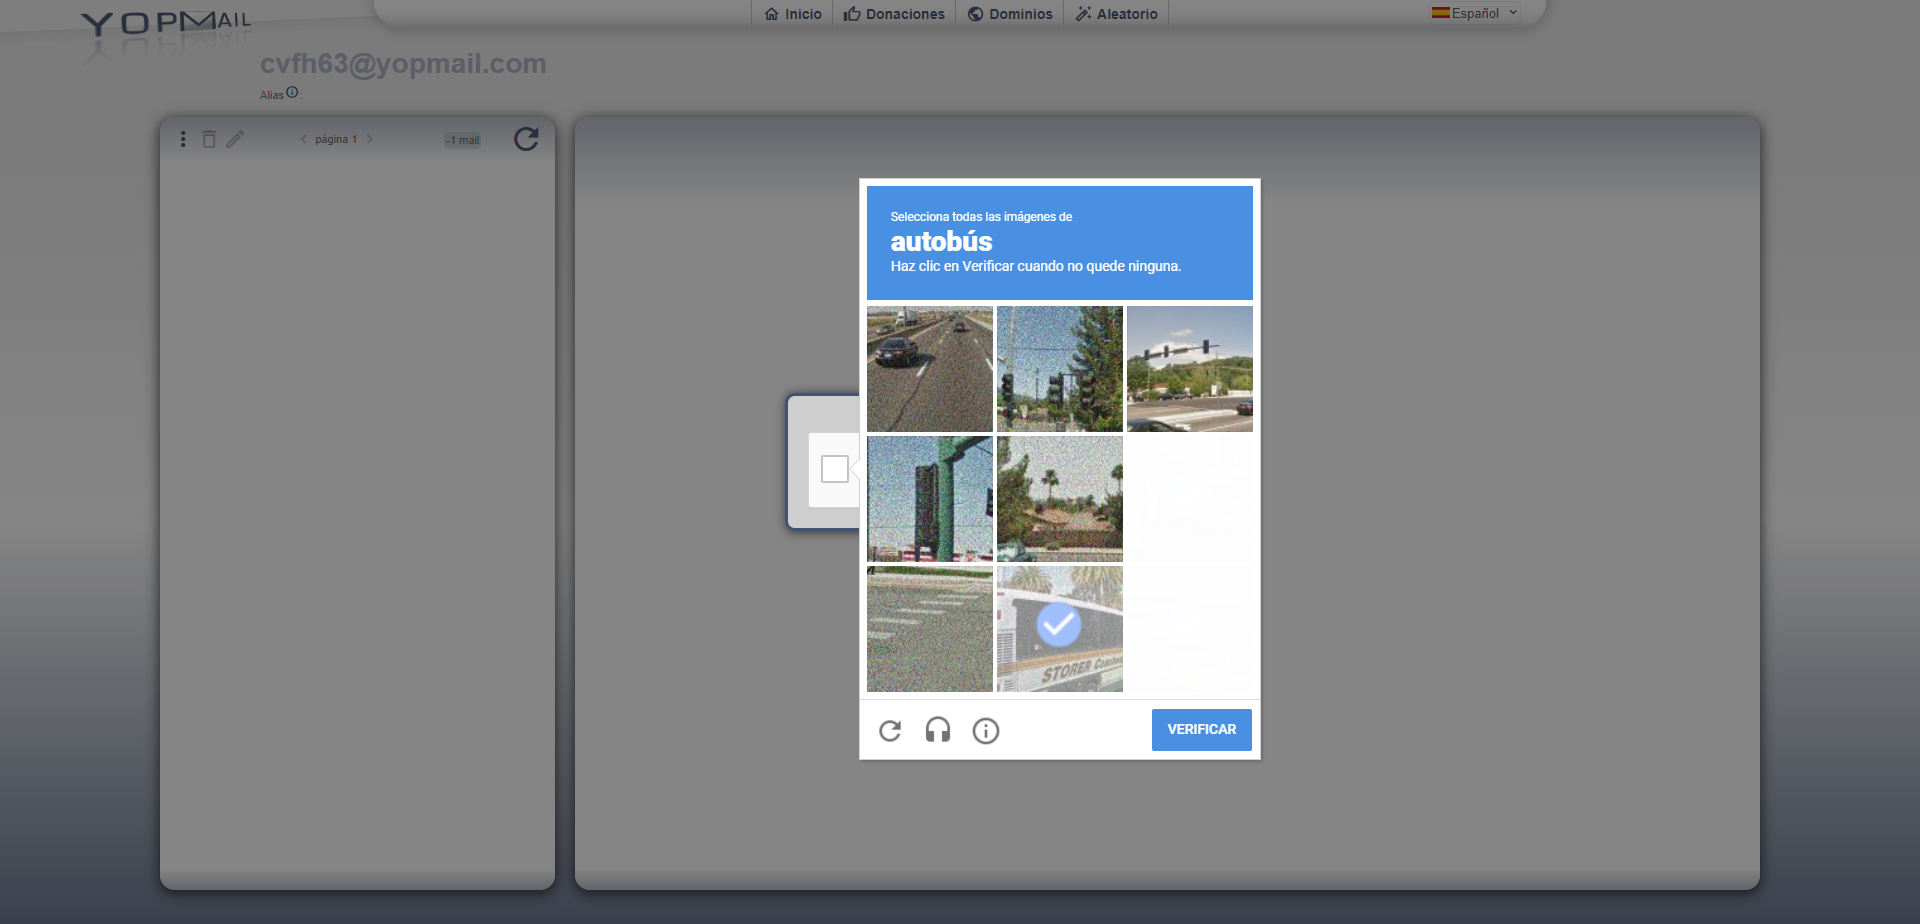 YOPMAIL
Inicio
Donaciones
Dominios
Aleatorio
Español
cvfh63@yopmail.com
Alias :
página 1
-1 mail
Selecciona todas las imágenes de
autobús
Haz clic en Verificar cuando no quede ninguna.
STORER
VERIFICAR